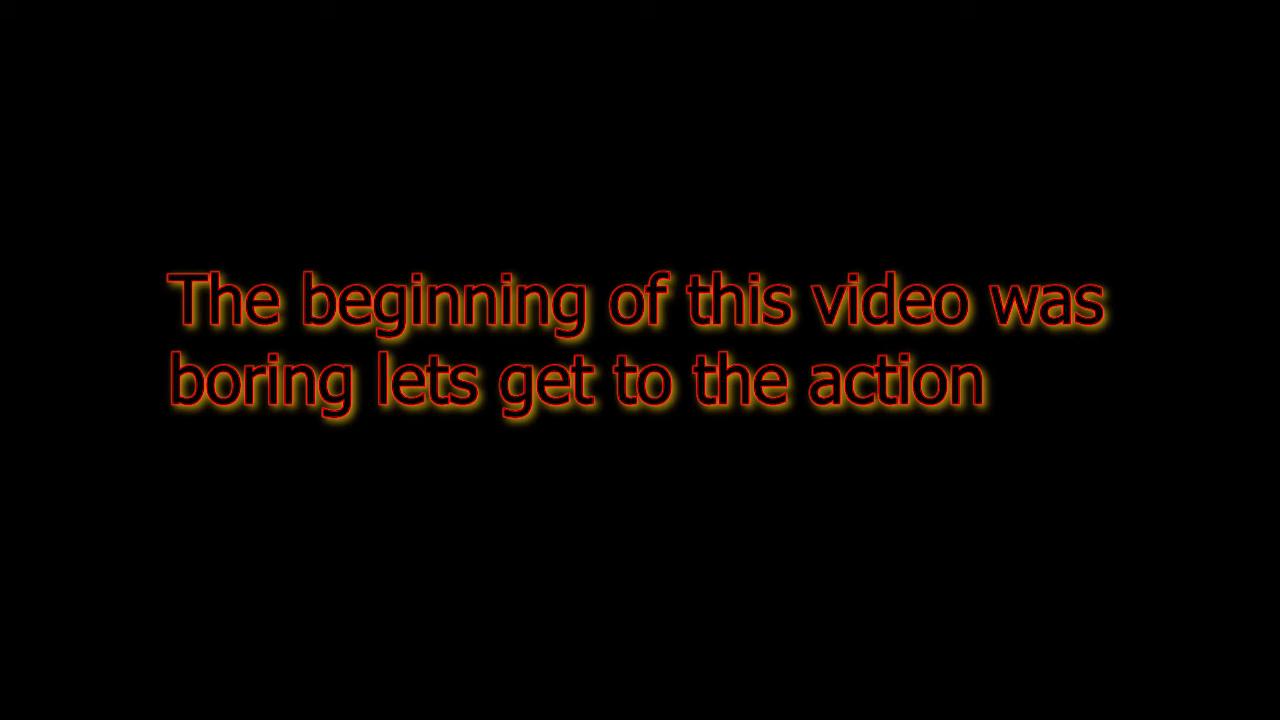 The beginning of this video was
boring lets get to the action